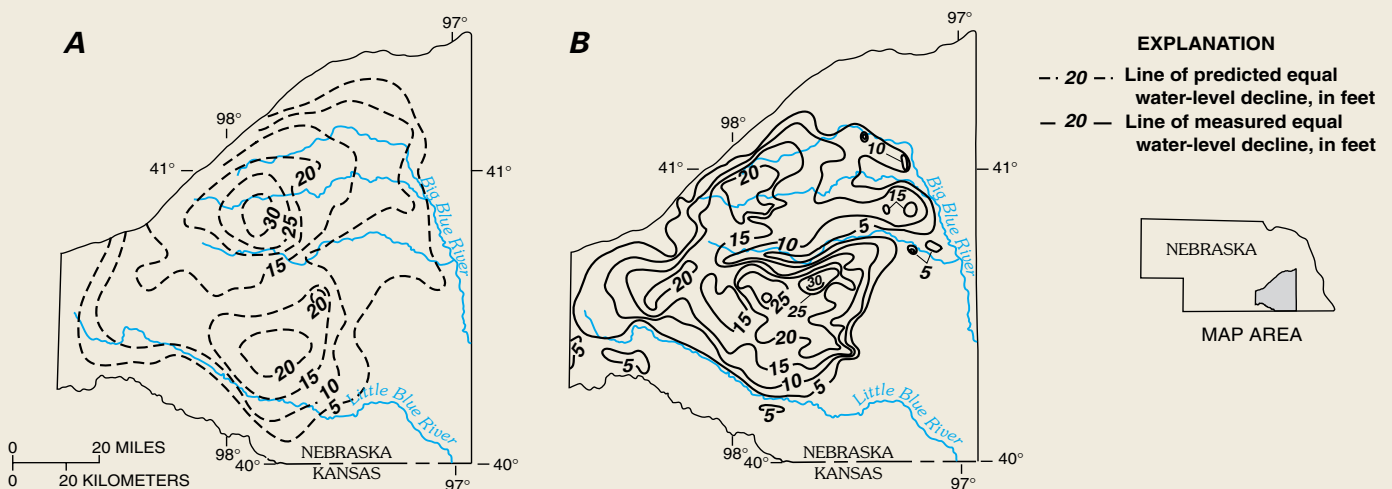 A
97°
98°
41°
41°
20
30
25
15
20
20
15
10
5
Big Blue River
Little Blue River
0 20 MILES
0 20 KILOMETERS
98°
40°
NEBRASKA
KANSAS
40°
97°
B
97°
98°
41°
41°
10
20
15
15
10
5
5
20
30
25
25
15
20
15
10
5
5
5
5
Big Blue River
Little Blue River
98°
40°
NEBRASKA
KANSAS
40°
97°
EXPLANATION
20 Line of predicted equal
water-level decline, in feet
20 Line of measured equal
water-level decline, in feet
NEBRASKA
MAP AREA